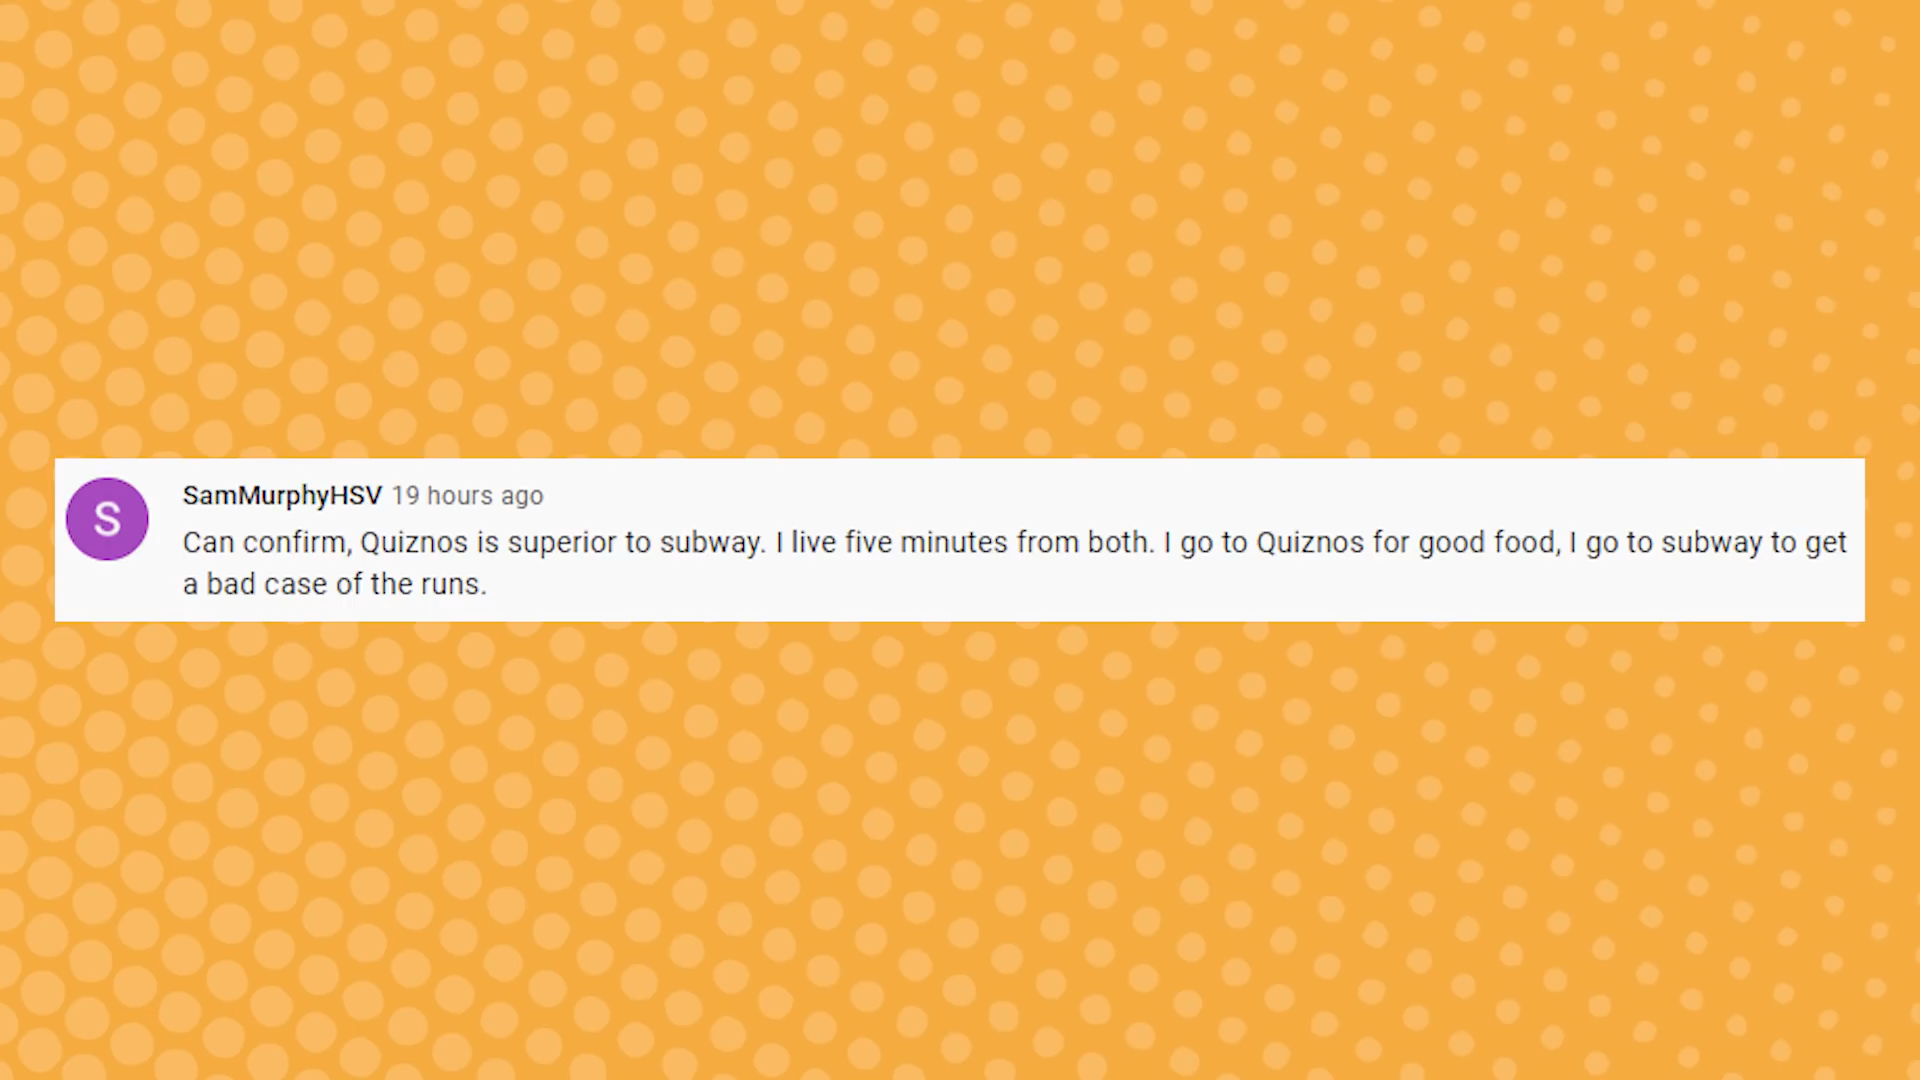 S
SamMurphyHSV 19 hours ago
Can confirm, Quiznos is superior to subway. I live five minutes from both. I go to Quiznos for good food, I go to subway to get
a bad case of the runs.